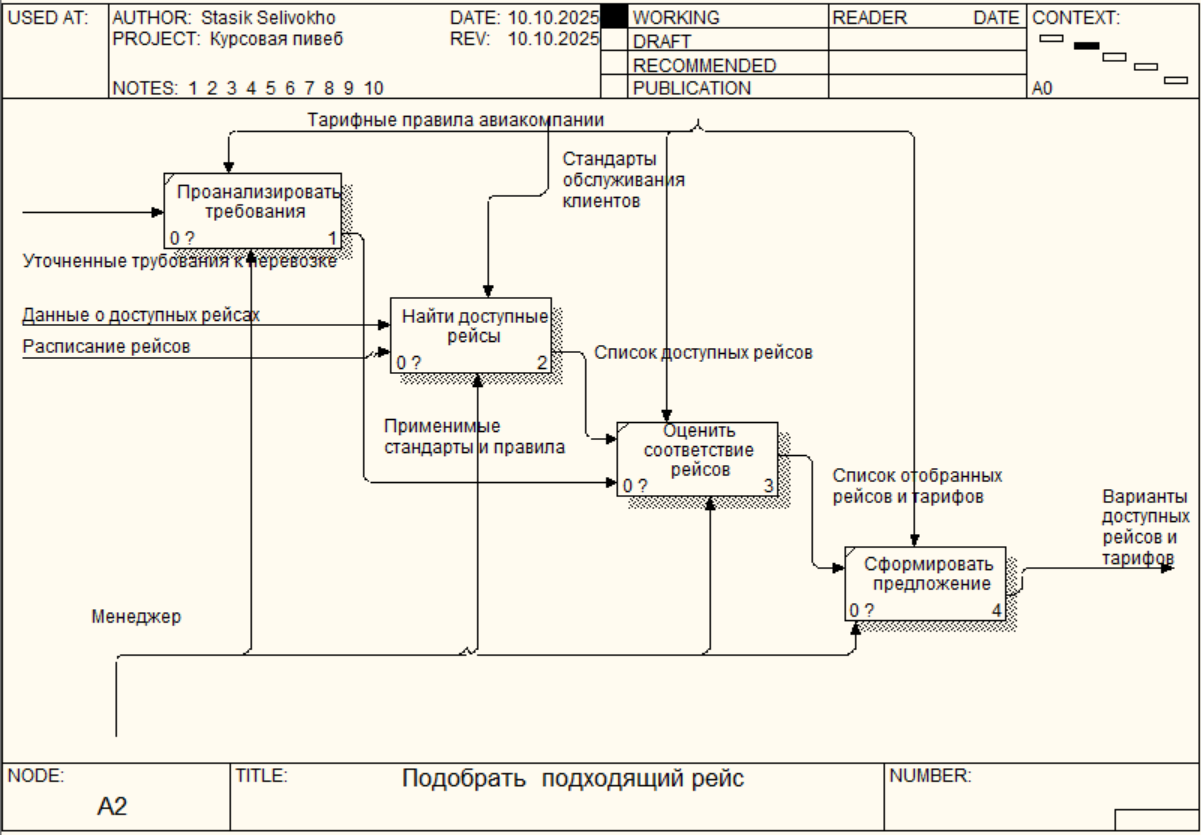 USED AT:
AUTHOR: Stasik Selivokho
DATE: 10.10.2025
WORKING
READER
DATE
CONTEXT:
PROJECT: Курсовая пивеб
REV: 10.10.2025
DRAFT
RECOMMENDED
NOTES: 1 2 3 4 5 6 7 8 9 10
PUBLICATION
A0
Тарифные правила авиакомпании
Стандарты
обслуживания
клиентов
Проанализировать
требования
0 ?
1
Уточненные трубования к перевозке
Данные о доступных рейсах
Расписание рейсов
Найти доступные
рейсы
0 ?
2
Список доступных рейсов
Применимые
стандарты и правила
Оценить
соответствие
рейсов
0 ?
3
Список отобранных
рейсов и тарифов
Варианты
доступных
рейсов и
тарифов
Сформировать
предложение
0 ?
4
Менеджер
NODE:
A2
TITLE:
Подобрать подходящий рейс
NUMBER: